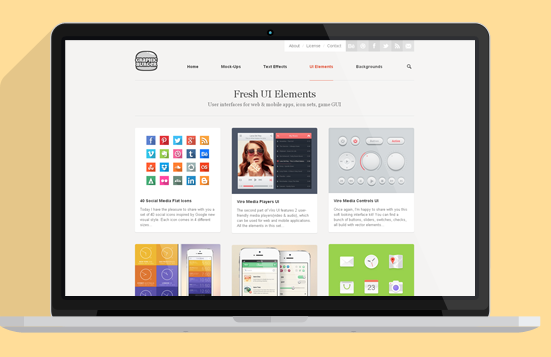 About License Contact
GRAPHIC
BURGER
Home Mock-Ups Text Effects UI Elements Backgrounds
Fresh UI Elements
User interfaces for web & mobile apps, icon sets, game GUI
40 Social Media Flat Icons
Today I have the pleasure to share with you a
set of 40 social icons inspired by Google new
visual style. Each icon comes in 4 different
sizes...
Vire Media Players UI
The second part of Vire UI features 2 user
friendly media players (video & audio), which
can be used for web and mobile applications.
All the elements in this set...
Vire Media Controls UI
Once again, I'm happy to share with you this
soft looking interface kit! You can find a
bunch of buttons, sliders, switches, checks,
all build with vector elements...
23